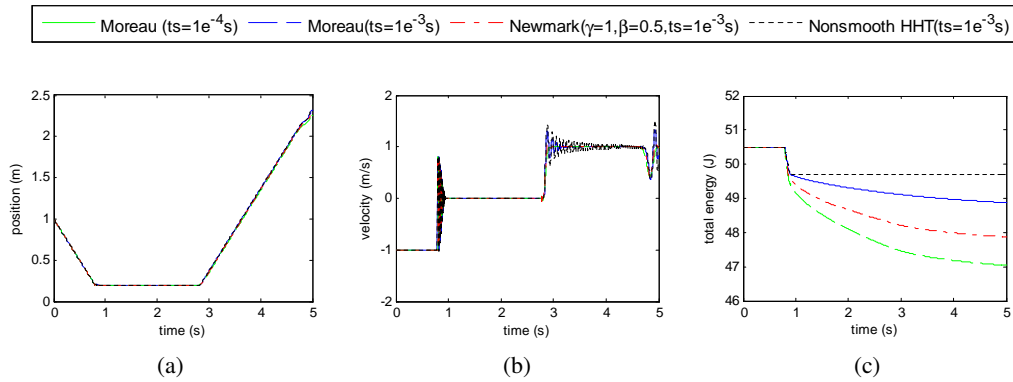 Moreau (ts=1e⁻⁴s) Moreau(ts=1e⁻³s) Newmark(γ=1,β=0.5,ts=1e⁻³s) Nonsmooth HHT(ts=1e⁻³s)
2.5
2
1.5
1
0.5
0
position (m)
0 1 2 3 4 5
time (s)
(a)
2
1
0
-1
-2
velocity (m/s)
0 1 2 3 4 5
time (s)
(b)
52
51
50
49
48
47
46
total energy (J)
0 1 2 3 4 5
time (s)
(c)